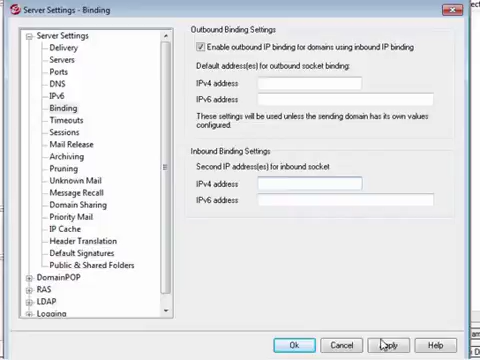 Server Settings - Binding
Server Settings
Delivery
Servers
Ports
DNS
IPv6
Binding
Timeouts
Sessions
Mail Release
Archiving
Pruning
Unknown Mail
Message Recall
Domain Sharing
Priority Mail
IP Cache
Header Translation
Default Signatures
Public & Shared Folders
DomainPOP
RAS
LDAP
Logging
Outbound Binding Settings
Enable outbound IP binding for domains using inbound IP binding
Default address(es) for outbound socket binding:
IPv4 address
IPv6 address
These settings will be used unless the sending domain has its own values
configured.
Inbound Binding Settings
Second IP address(es) for inbound socket
IPv4 address
IPv6 address
Ok
Cancel
Apply
Help